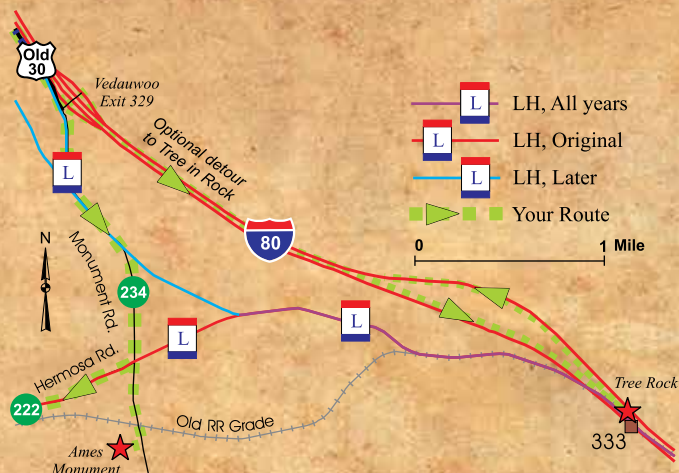 Old
30
Vedauwoo
Exit 329
Optional detour
to Tree in Rock
L
LH, All years
L
LH, Original
L
LH, Later
Your Route
0 1 Mile
L
80
N
Monument Rd.
234
L
L
Hermosa Rd.
222
Old RR Grade
Tree Rock
333
Ames
Monument